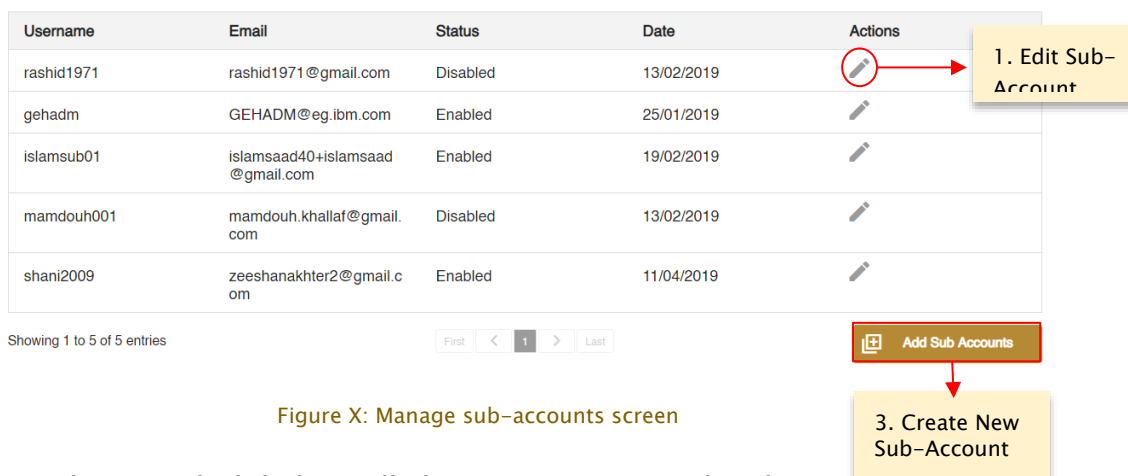 Username Email Status Date Actions
rashid1971 rashid1971@gmail.com Disabled 13/02/2019
1. Edit Sub-
Account
gehadm GEHADM@eg.ibm.com Enabled 25/01/2019
islamsub01 islamsaad40+islamsaad Enabled 19/02/2019
@gmail.com
mamdouh001 mamdouh.khallaf@gmail. Disabled 13/02/2019
com
shani2009 zeeshanakhter2@gmail.c Enabled 11/04/2019
om
Showing 1 to 5 of 5 entries First 1 Last Add Sub Accounts
Figure X: Manage sub-accounts screen
3. Create New
Sub-Account